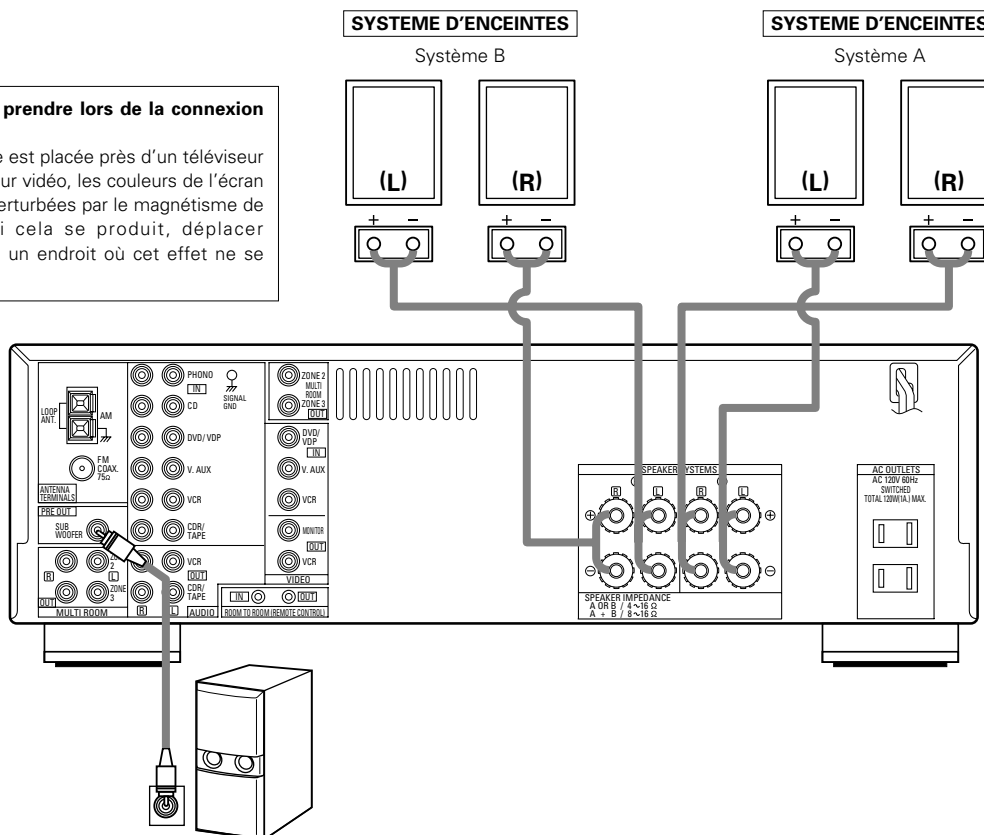 SYSTEME D'ENCEINTES
Système B
SYSTEME D'ENCEINTES
Système A
prendre lors de la connexion
est placée près d'un téléviseur
ur vidéo, les couleurs de l'écran
erturbées par le magnétisme de
i cela se produit, déplacer
un endroit où cet effet ne se
(L)
(R)
(L)
(R)
+ −
+ −
+ −
+ −
LOOP
ANT.
AM
FM
COAX.
75Ω
ANTENNA
TERMINALS
PRE OUT
SUB
WOOFER
R
L
2
ZONE
3
OUT
MULTI ROOM
PHONO
IN
CD
DVD/ VDP
V. AUX
VCR
CDR/
TAPE
VCR
OUT
CDR/
TAPE
R
L
AUDIO
SIGNAL
GND
ZONE 2
MULTI
ROOM
ZONE 3
OUT
DVD/
VDP
IN
V. AUX
VCR
MONITOR
OUT
VCR
VIDEO
IN
OUT
ROOM TO ROOM (REMOTE CONTROL)
SPEAKER SYSTEMS
R
L
R
L
+
+
−
−
SPEAKER IMPEDANCE
A OR B / 4~16 Ω
A + B / 8~16 Ω
AC OUTLETS
AC 120V 60Hz
SWITCHED
TOTAL 120W(1A.) MAX.